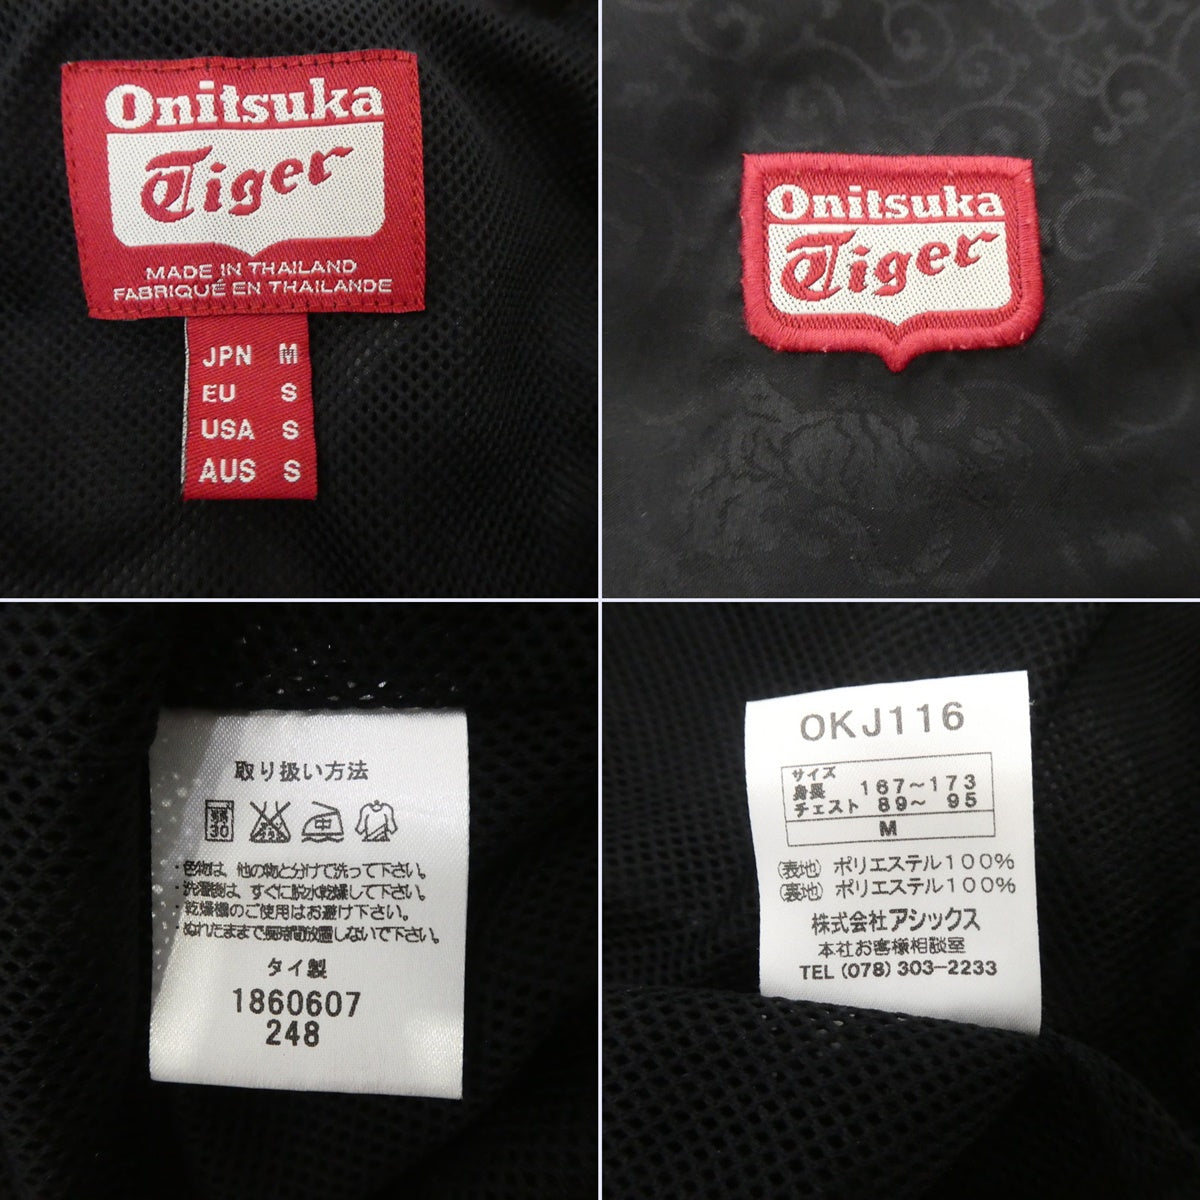 Onitsuka
Tiger
MADE IN THAILAND
FABRIQUÉ EN THAILANDE
JPN M
EU S
USA S
AUS S
Onitsuka
Tiger
取り扱い方法
30
・色物は、他の物と分けて洗って下さい。
・洗濯後は、すぐに脱水乾燥して下さい。
・乾燥機のご使用はお避け下さい。
・ぬれたままで長時間放置しないで下さい。
タイ製
1860607
248
OKJ116
サイズ
身長 167～173
チェスト 89～ 95
M
(表地) ポリエステル100%
(裏地) ポリエステル100%
株式会社アシックス
本社お客様相談室
TEL (078) 303-2233